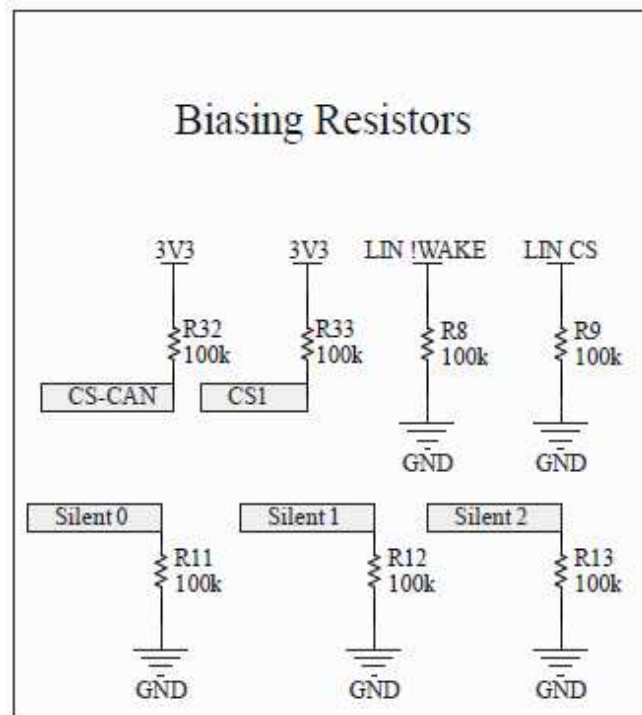 Biasing Resistors
3V3
3V3
LIN !WAKE
LIN CS
R32
100k
R33
100k
R8
100k
R9
100k
CS-CAN
CS1
GND
GND
Silent 0
Silent 1
Silent 2
R11
100k
R12
100k
R13
100k
GND
GND
GND